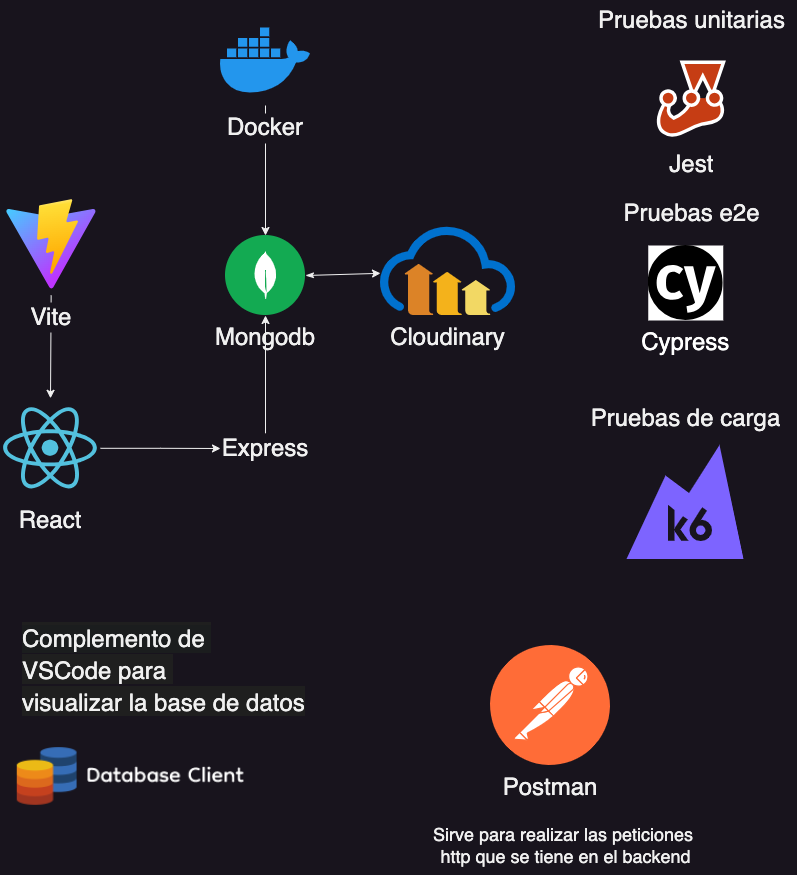 Pruebas unitarias
Docker
Jest
Pruebas e2e
cy
Vite
Mongodb
Cloudinary
Cypress
Pruebas de carga
Express
k6
React
Complemento de
VSCode para
visualizar la base de datos
Database Client
Postman
Sirve para realizar las peticiones
http que se tiene en el backend